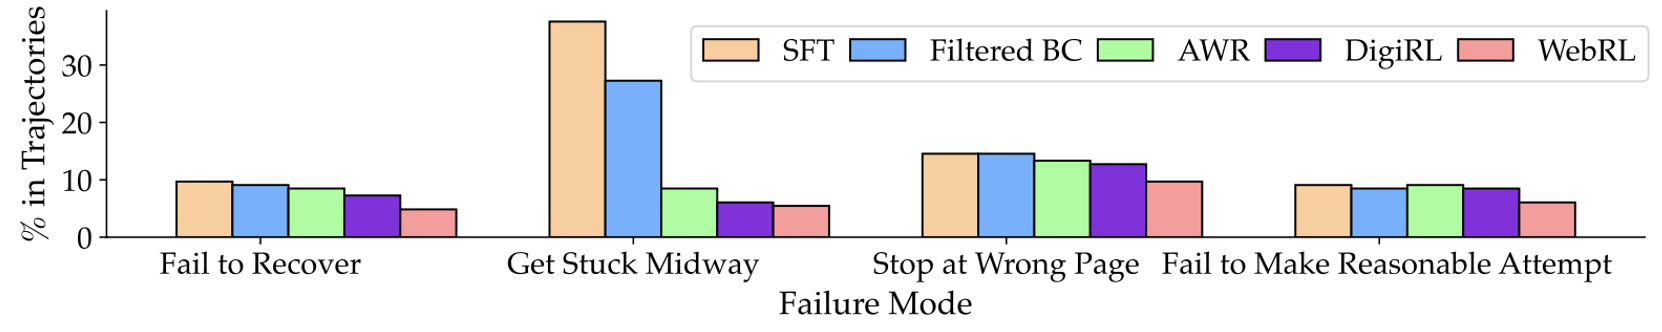 % in Trajectories
30
20
10
0
SFT Filtered BC AWR DigiRL WebRL
Fail to Recover Get Stuck Midway Stop at Wrong Page Fail to Make Reasonable Attempt
Failure Mode